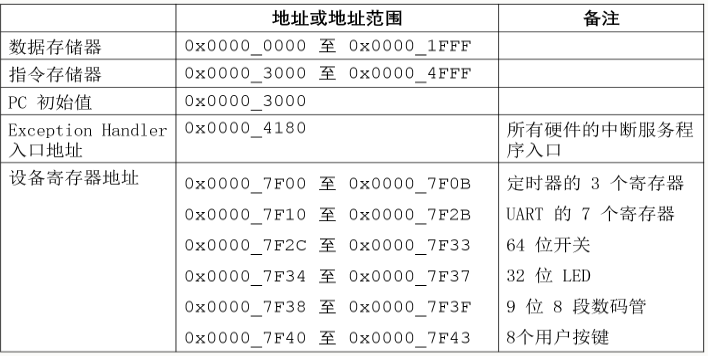 地址或地址范围 备注
数据存储器 0x0000_0000 至 0x0000_1FFF
指令存储器 0x0000_3000 至 0x0000_4FFF
PC 初始值 0x0000_3000
Exception Handler 0x0000_4180 所有硬件的中断服务程
入口地址 序入口
设备寄存器地址 0x0000_7F00 至 0x0000_7F0B 定时器的 3 个寄存器
0x0000_7F10 至 0x0000_7F2B UART 的 7 个寄存器
0x0000_7F2C 至 0x0000_7F33 64 位开关
0x0000_7F34 至 0x0000_7F37 32 位 LED
0x0000_7F38 至 0x0000_7F3F 9 位 8 段数码管
0x0000_7F40 至 0x0000_7F43 8个用户按键